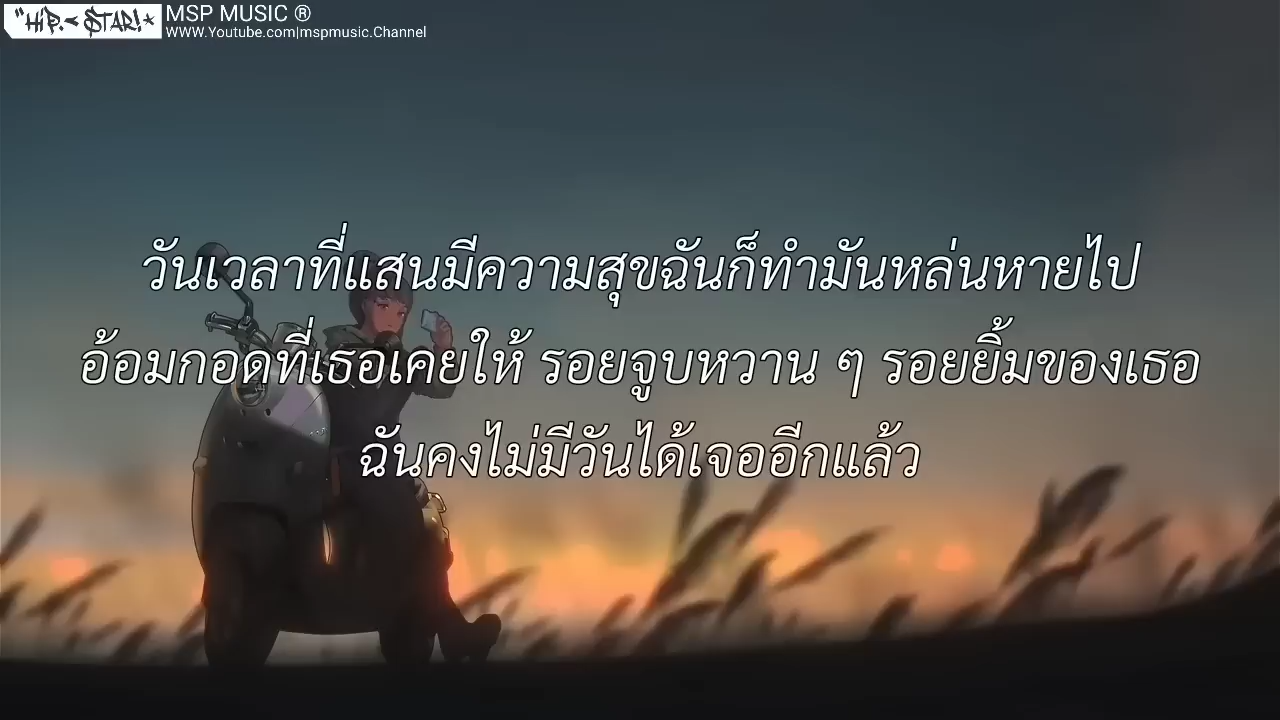 "HIP. < STAR! *
MSP MUSIC ®
WWW.Youtube.com|mspmusic.Channel
วันเวลาที่แสนมีความสุขฉันก็ทำมันหล่นหายไป
อ้อมกอดที่เธอเคยให้ รอยจูบหวาน ๆ รอยยิ้มของเธอ
ฉันคงไม่มีวันได้เจออีกแล้ว